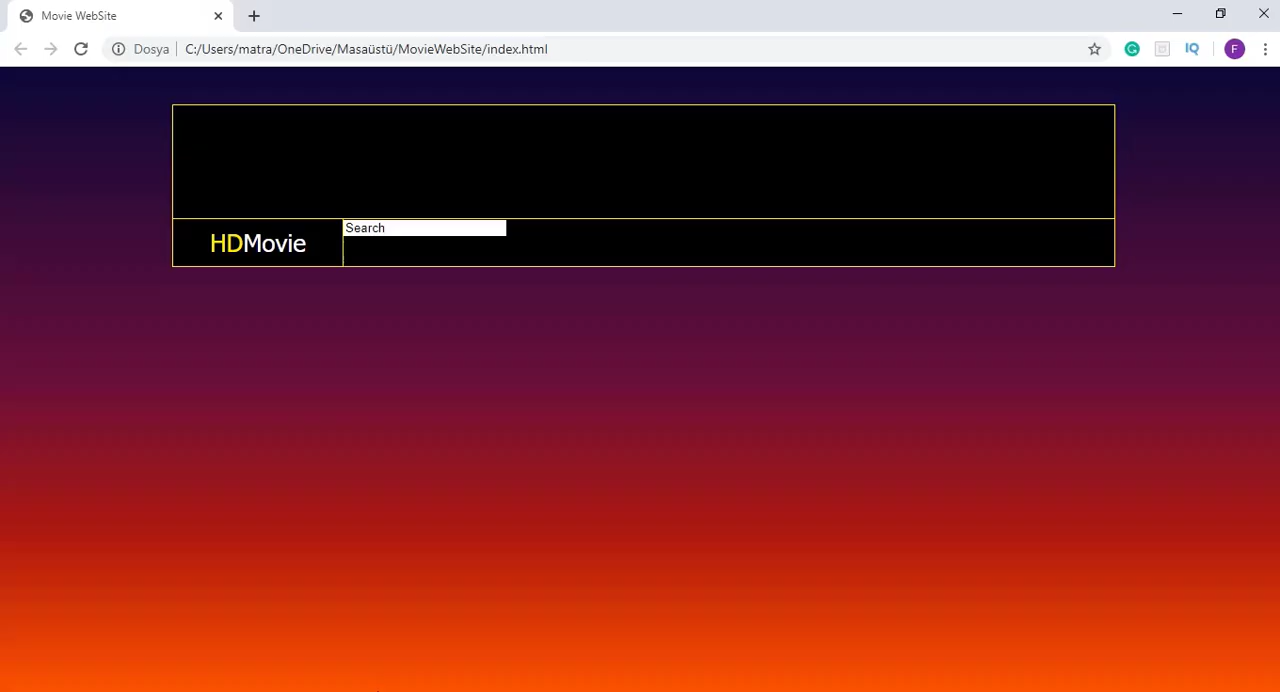 Movie WebSite
Dosya C:/Users/matra/OneDrive/Masaüstü/MovieWebSite/index.html
IQ
F
Search
HDMovie